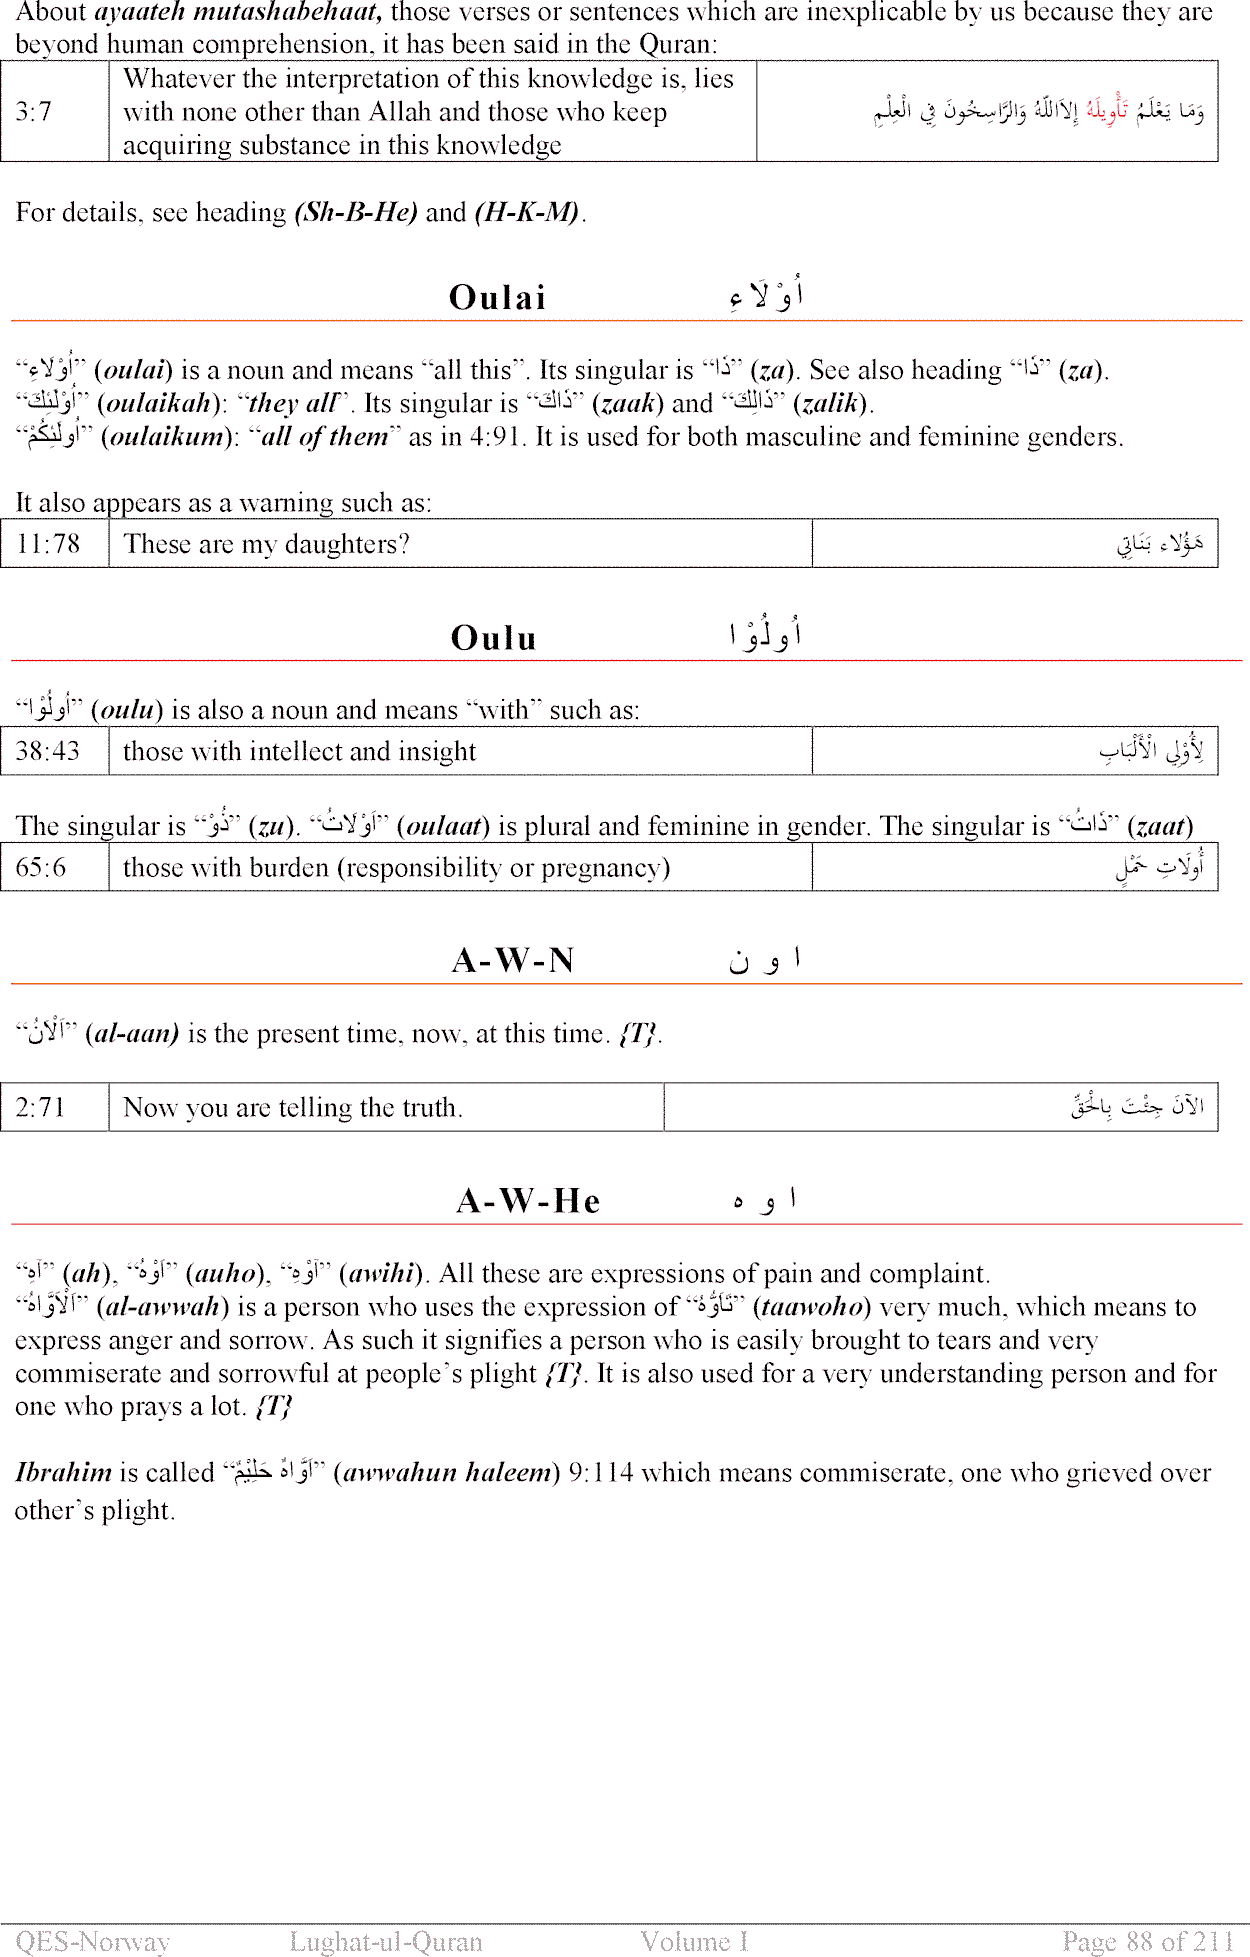 About ayaateh mutashabehaat, those verses or sentences which are inexplicable by us because they are
beyond human comprehension, it has been said in the Quran:
3:7
Whatever the interpretation of this knowledge is, lies
with none other than Allah and those who keep
acquiring substance in this knowledge
وَمَا يَعْلَمُ تَأْوِيلَهُ إِلاَّ اللّهُ وَالرَّاسِخُونَ فِي الْعِلْمِ
For details, see heading (Sh-B-He) and (H-K-M).
Oulai أُوْلَاءِ
“أُوْلَاءِ” (oulai) is a noun and means “all this”. Its singular is “ذَا” (za). See also heading “ذَا” (za).
“أُوْلَئِكَ” (oulaikah): “they all”. Its singular is “ذَاكَ” (zaak) and “ذَالِكَ” (zalik).
“أُولَئِكُمْ” (oulaikum): “all of them” as in 4:91. It is used for both masculine and feminine genders.
It also appears as a warning such as:
11:78 These are my daughters? هَؤُلاء بَنَاتِي
Oulu اُولُوْا
“اُولُوْا” (oulu) is also a noun and means “with” such as:
38:43 those with intellect and insight لِأُوْلِي الْأَلْبَابِ
The singular is “ذُوْ” (zu). “اَوْلَاتُ” (oulaat) is plural and feminine in gender. The singular is “ذَاتُ” (zaat)
65:6 those with burden (responsibility or pregnancy) أُولَاتِ حَمْلٍ
A-W-N ا و ن
“اَلْآنُ” (al-aan) is the present time, now, at this time. {T}.
2:71 Now you are telling the truth. الآنَ جِئْتَ بِالْحَقِّ
A-W-He ا و ه
“آهِ” (ah), “اَوْهُ” (auho), “آوْهِ” (awihi). All these are expressions of pain and complaint.
“اَلْاَوَّاهُ” (al-awwah) is a person who uses the expression of “تَاَوُّهُ” (taawoho) very much, which means to
express anger and sorrow. As such it signifies a person who is easily brought to tears and very
commiserate and sorrowful at people’s plight {T}. It is also used for a very understanding person and for
one who prays a lot. {T}
Ibrahim is called “اَوَّاهٌ حَلِيْمٌ” (awwahun haleem) 9:114 which means commiserate, one who grieved over
other’s plight.
QES-Norway Lughat-ul-Quran Volume I Page 88 of 211